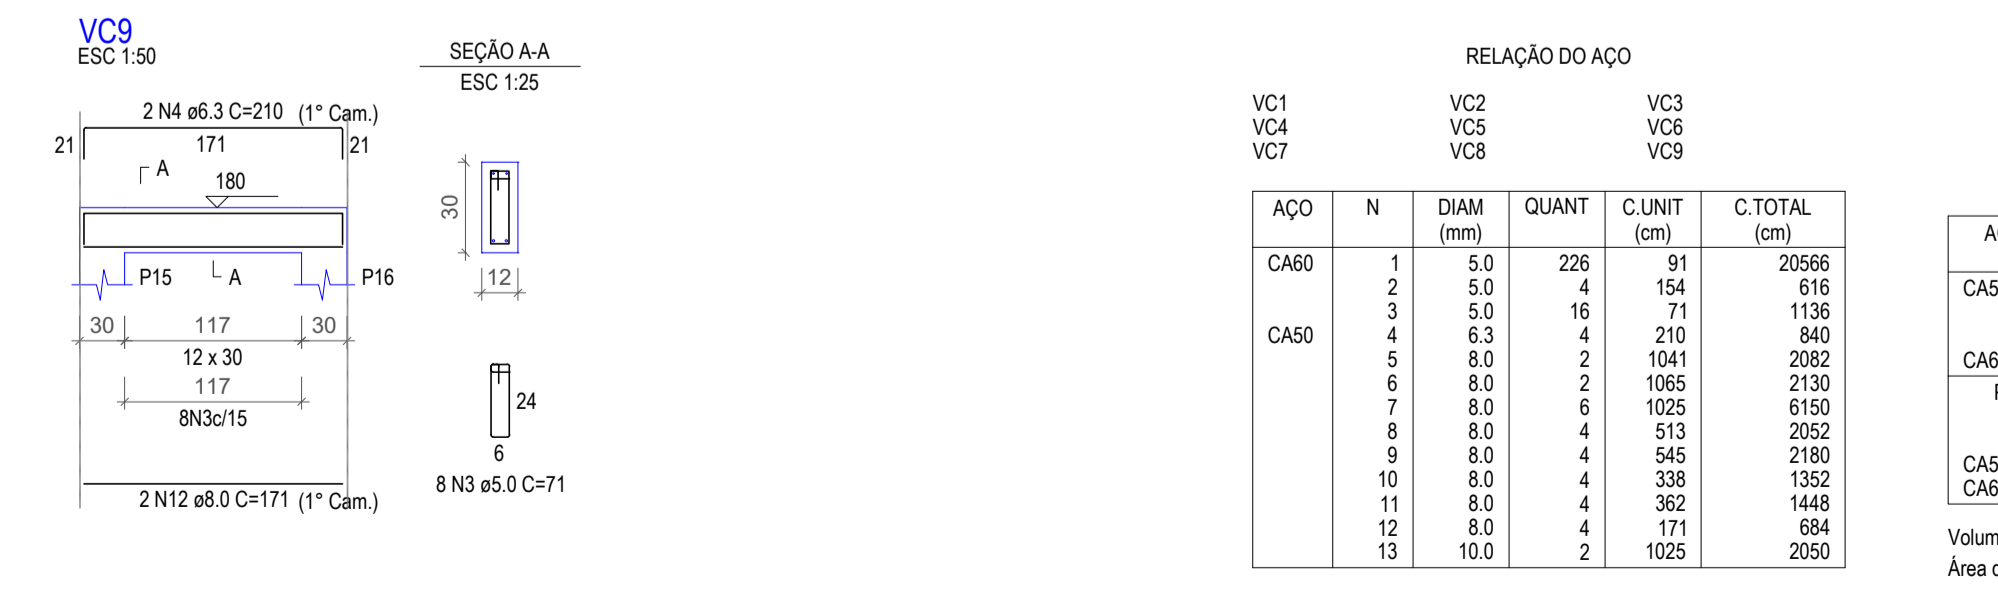 VC9
ESC 1:50
2 N4 ø6.3 C=210 (1° Cam.)
21 171 21
A
180
A
P15 P16
30 117 30
12 x 30
117
8N3c/15
2 N12 ø8.0 C=171 (1° Cam.)
SEÇÃO A-A
ESC 1:25
30
12
24
6
8 N3 ø5.0 C=71
RELAÇÃO DO AÇO
VC1 VC2 VC3
VC4 VC5 VC6
VC7 VC8 VC9
AÇO N DIAM QUANT C.UNIT C.TOTAL
(mm) (cm) (cm)
CA60 1 5.0 226 91 20566
2 5.0 4 154 616
3 5.0 16 71 1136
CA50 4 6.3 4 210 840
5 8.0 2 1041 2082
6 8.0 2 1065 2130
7 8.0 6 1025 6150
8 8.0 4 513 2052
9 8.0 4 545 2180
10 8.0 4 338 1352
11 8.0 4 362 1448
12 8.0 4 171 684
13 10.0 2 1025 2050
CA5
CA6
CA5
CA6
Volum
Área